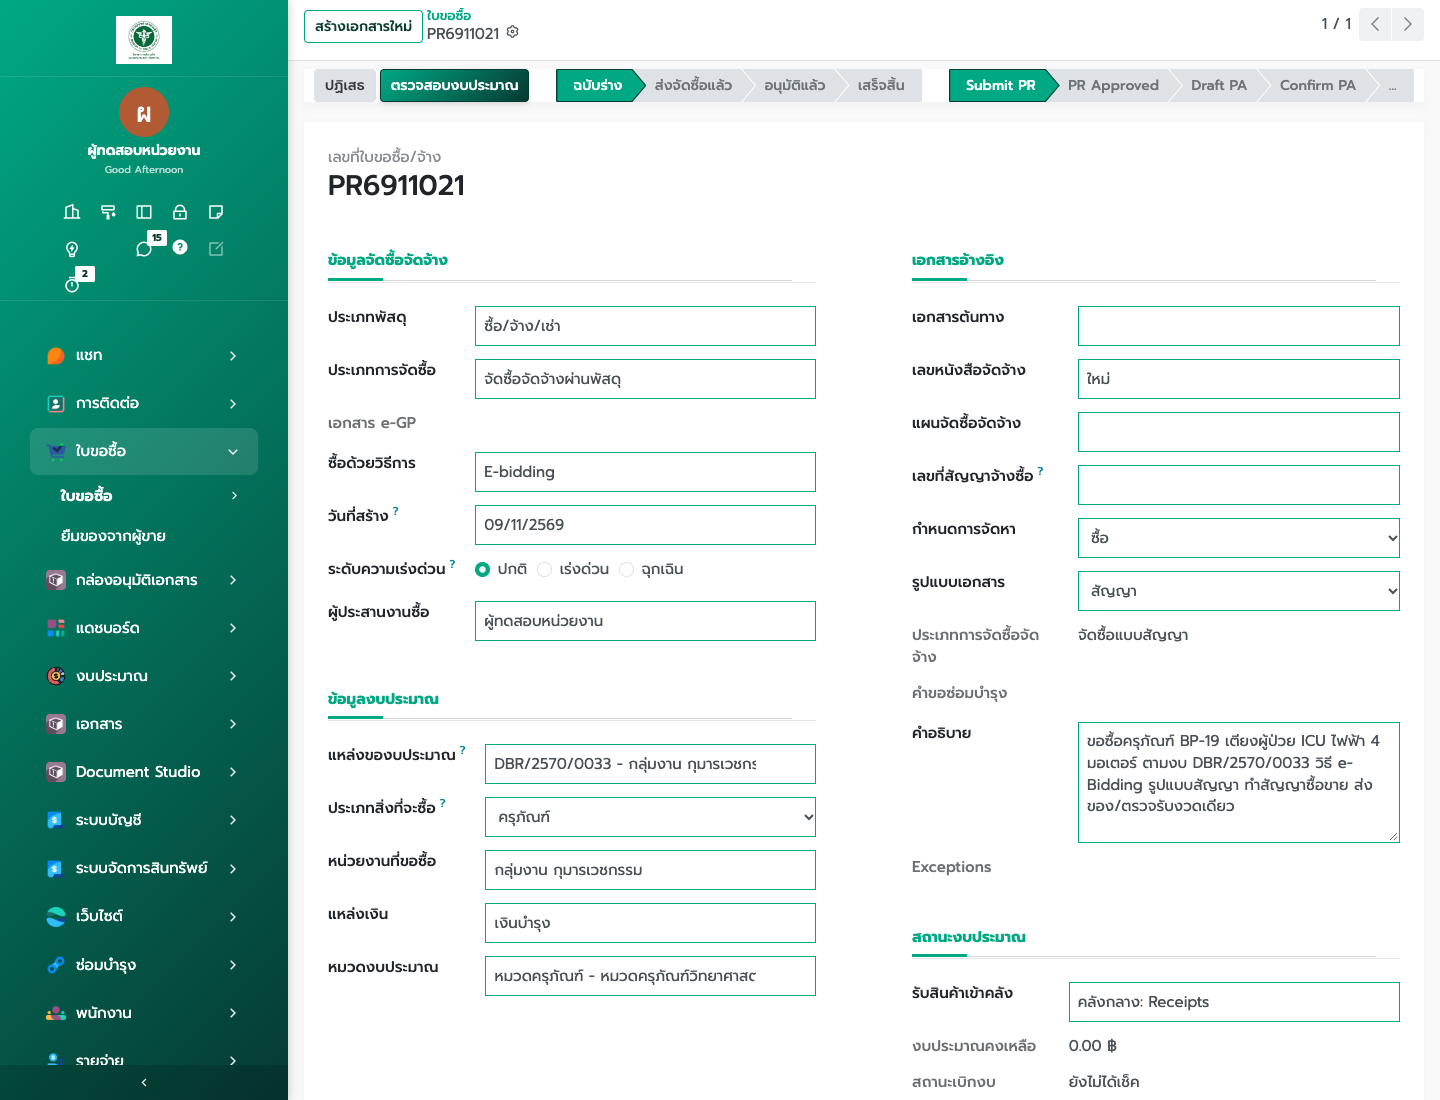 ผ
ผู้ทดสอบหน่วยงาน
Good Afternoon
15
?
2
แชท
การติดต่อ
ใบขอซื้อ
ใบขอซื้อ
ยืมของจากผู้ขาย
กล่องอนุมัติเอกสาร
แดชบอร์ด
งบประมาณ
เอกสาร
Document Studio
ระบบบัญชี
ระบบจัดการสินทรัพย์
เว็บไซต์
ซ่อมบำรุง
พนักงาน
รายจ่าย
สร้างเอกสารใหม่
ใบขอซื้อ
PR6911021
1 / 1
ปฏิเสธ
ตรวจสอบงบประมาณ
ฉบับร่าง
ส่งจัดซื้อแล้ว
อนุมัติแล้ว
เสร็จสิ้น
Submit PR
PR Approved
Draft PA
Confirm PA
...
เลขที่ใบขอซื้อ/จ้าง
PR6911021
ข้อมูลจัดซื้อจัดจ้าง
ประเภทพัสดุ
ซื้อ/จ้าง/เช่า
ประเภทการจัดซื้อ
จัดซื้อจัดจ้างผ่านพัสดุ
เอกสาร e-GP
ซื้อด้วยวิธีการ
E-bidding
วันที่สร้าง ?
09/11/2569
ระดับความเร่งด่วน ?
ปกติ เร่งด่วน ฉุกเฉิน
ผู้ประสานงานซื้อ
ผู้ทดสอบหน่วยงาน
ข้อมูลงบประมาณ
แหล่งของบประมาณ ?
DBR/2570/0033 - กลุ่มงาน กุมารเวชกร
ประเภทสิ่งที่จะซื้อ ?
ครุภัณฑ์
หน่วยงานที่ขอซื้อ
กลุ่มงาน กุมารเวชกรรม
แหล่งเงิน
เงินบำรุง
หมวดงบประมาณ
หมวดครุภัณฑ์ - หมวดครุภัณฑ์วิทยาศาสต
เอกสารอ้างอิง
เอกสารต้นทาง
เลขหนังสือจัดจ้าง
ใหม่
แผนจัดซื้อจัดจ้าง
เลขที่สัญญาจ้างซื้อ ?
กำหนดการจัดหา
ซื้อ
รูปแบบเอกสาร
สัญญา
ประเภทการจัดซื้อจัด
จ้าง
จัดซื้อแบบสัญญา
คำขอซ่อมบำรุง
คำอธิบาย
ขอซื้อครุภัณฑ์ BP-19 เตียงผู้ป่วย ICU ไฟฟ้า 4
มอเตอร์ ตามงบ DBR/2570/0033 วิธี e-
Bidding รูปแบบสัญญา ทำสัญญาซื้อขาย ส่ง
ของ/ตรวจรับงวดเดียว
Exceptions
สถานะงบประมาณ
รับสินค้าเข้าคลัง
คลังกลาง: Receipts
งบประมาณคงเหลือ
0.00 ฿
สถานะเบิกงบ
ยังไม่ได้เช็ค